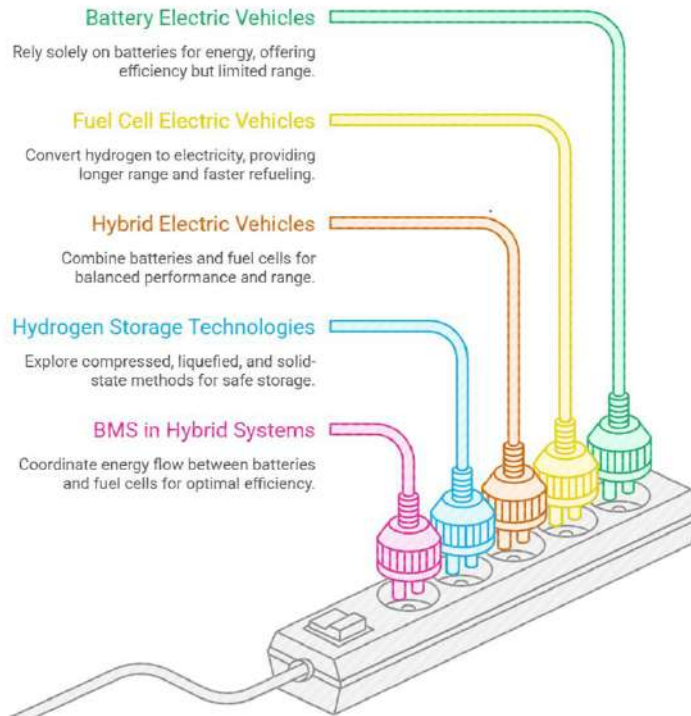 Battery Electric Vehicles
Rely solely on batteries for energy, offering
efficiency but limited range.
Fuel Cell Electric Vehicles
Convert hydrogen to electricity, providing
longer range and faster refueling.
Hybrid Electric Vehicles
Combine batteries and fuel cells for
balanced performance and range.
Hydrogen Storage Technologies
Explore compressed, liquefied, and solid-
state methods for safe storage.
BMS in Hybrid Systems
Coordinate energy flow between batteries
and fuel cells for optimal efficiency.